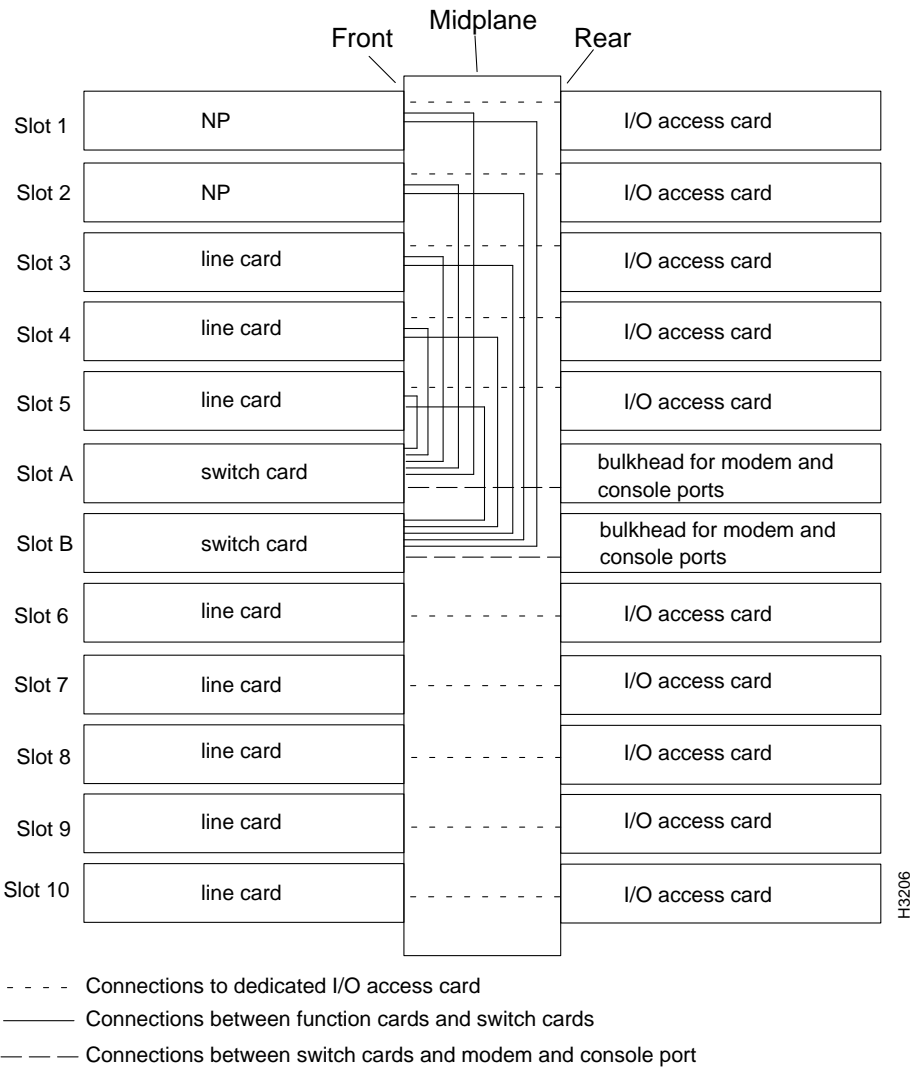 Midplane
Front
Rear
Slot 1
NP
I/O access card
Slot 2
NP
I/O access card
Slot 3
line card
I/O access card
Slot 4
line card
I/O access card
Slot 5
line card
I/O access card
Slot A
switch card
bulkhead for modem and
console ports
Slot B
switch card
bulkhead for modem and
console ports
Slot 6
line card
I/O access card
Slot 7
line card
I/O access card
Slot 8
line card
I/O access card
Slot 9
line card
I/O access card
Slot 10
line card
I/O access card
H3206
Connections to dedicated I/O access card
Connections between function cards and switch cards
Connections between switch cards and modem and console port